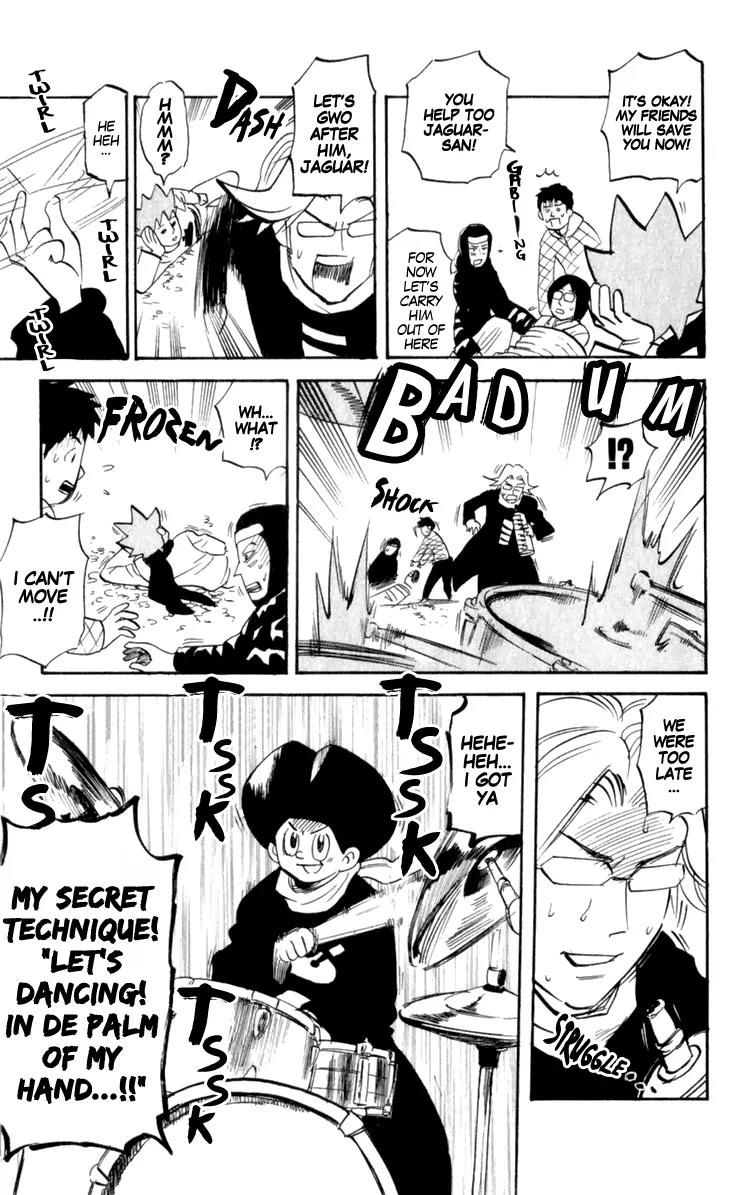 IT'S OKAY!
MY FRIENDS
WILL SAVE
YOU NOW!
YOU
HELP TOO
JAGUAR-
SAN!
GABIIING
FOR
NOW
LET'S
CARRY
HIM
OUT OF
HERE
LET'S
GWO
AFTER
HIM,
JAGUAR!
DASH
HMMM?
HE
HEH
...
TWIRL
TWIRL
TWIRL
BADUM
!?
SHOCK
WH...
WHAT
!?
FROZEN
I CAN'T
MOVE
..!!
WE
WERE
TOO
LATE
...
STRUGGLE...
HEHE-
HEH...
I GOT
YA
TSSK
TSSK
TS
TSSK
MY SECRET
TECHNIQUE!
"LET'S
DANCING!
IN DE PALM
OF MY
HAND...!!"